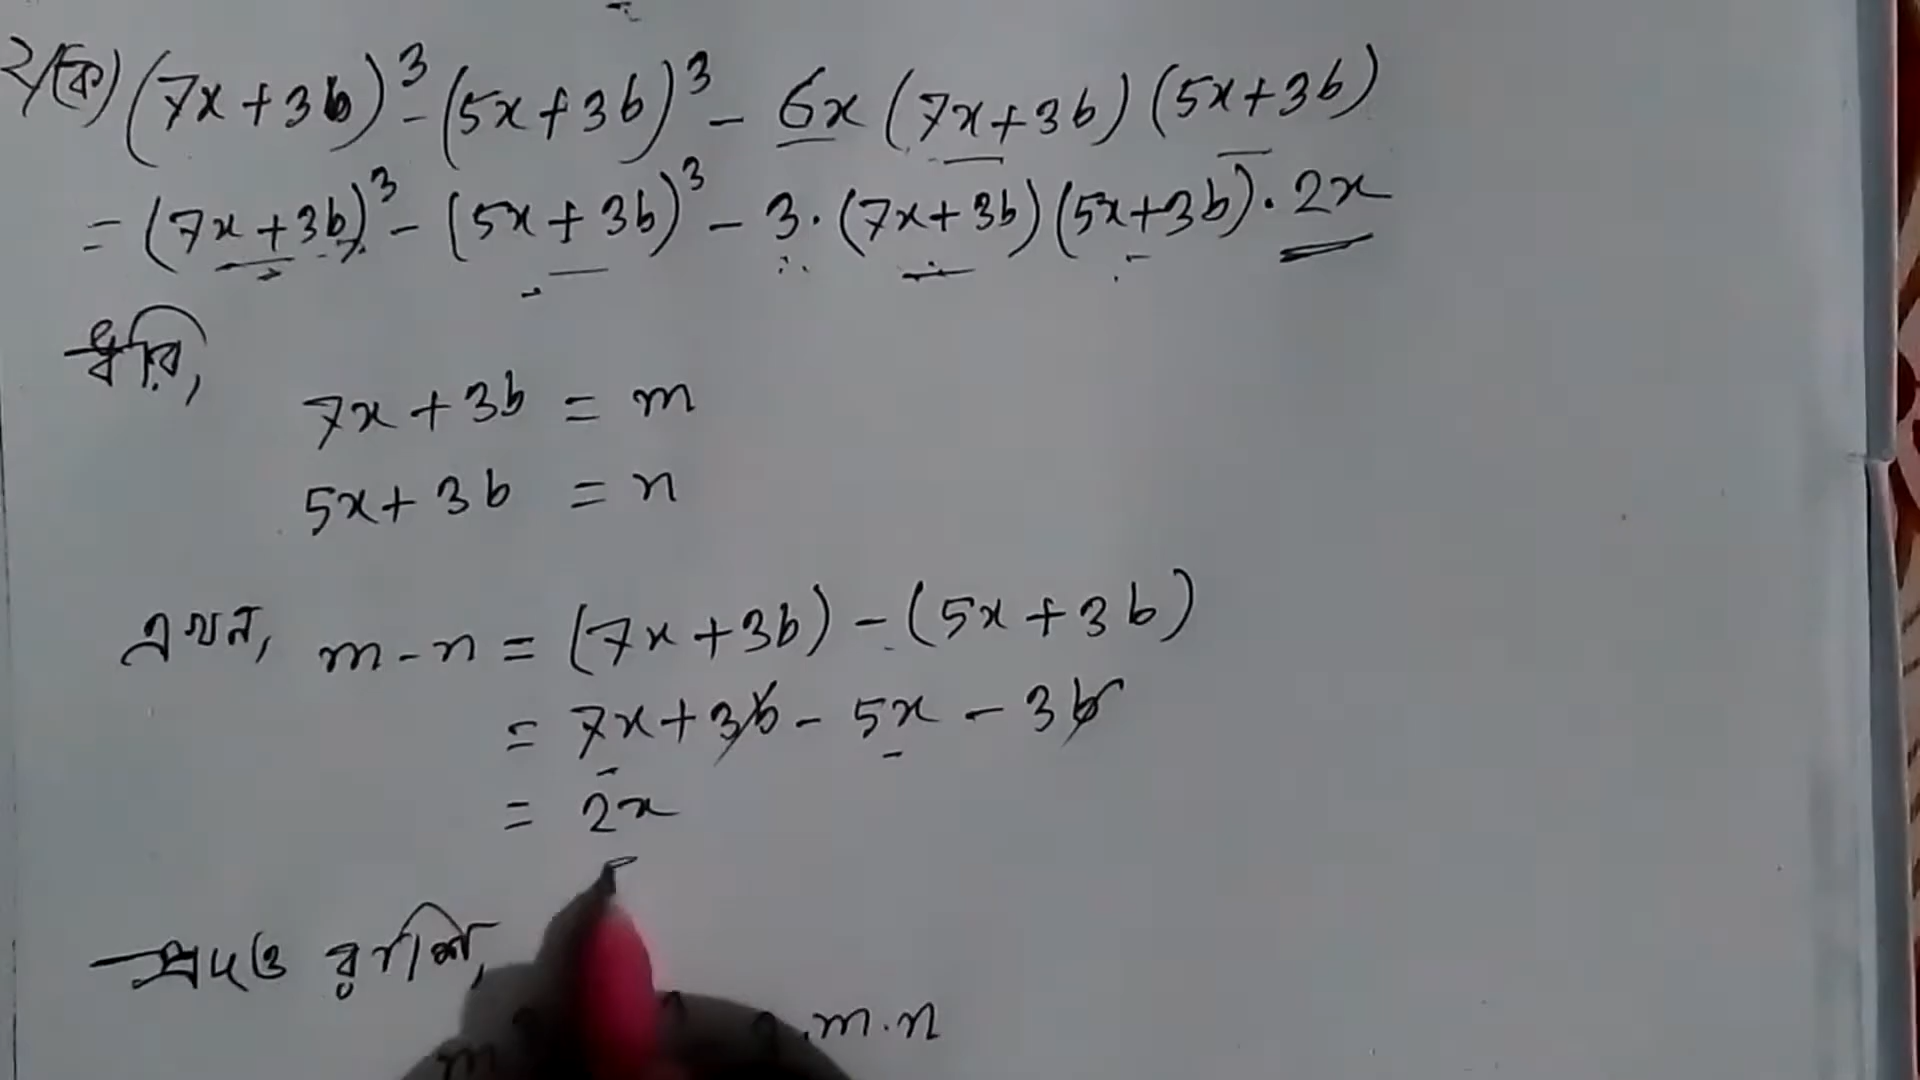 ২/(ক) (7x+3b)³-(5x+3b)³ - 6x (7x+3b) (5x+3b)
= (7x+3b)³ - (5x+3b)³ - 3·(7x+3b)(5x+3b)·2x
ধরি,
7x+3b = m
5x+3b = n
এখন, m-n = (7x+3b) - (5x+3b)
= 7x+3b - 5x - 3b
= 2x
প্রদত্ত রাশি,
m .m.n